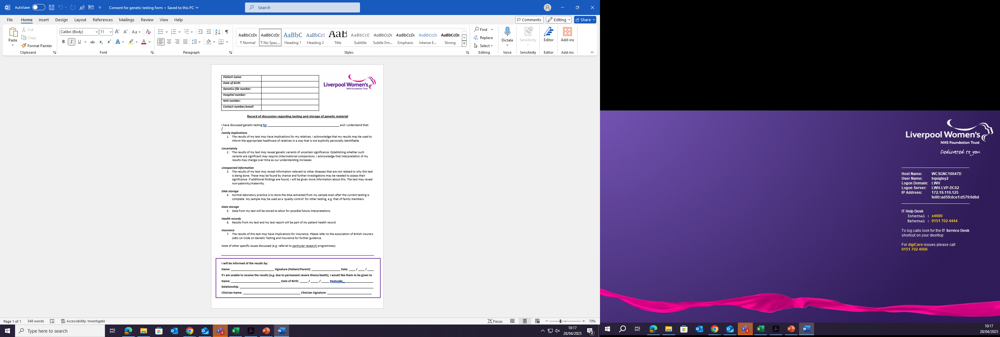 AutoSave
Consent for genetic testing form • Saved to this PC
Search
File Home Insert Design Layout References Mailings Review View Help
Comments Editing Share
Paste
Cut
Copy
Format Painter
Clipboard
Calibri (Body) 11
Font
Paragraph
AaBbCcDc AaBbCcDc AaBbC AaBbCcI AaB AaBbCcD AaBbCcDt AaBbCcDt AaBbCcDt AaBbCcDc
¶ Normal ¶ No Spac... Heading 1 Heading 2 Title Subtitle Subtle Em... Emphasis Intense E... Strong
Styles
Find
Replace
Select
Editing
Dictate
Voice
Sensitivity
Sensitivity
Editor
Editor
Add-ins
Add-ins
Patient name:
Date of birth:
Genetics file number:
Hospital number:
NHS number:
Contact number/email:
Liverpool Women's
NHS Foundation Trust
Record of discussion regarding testing and storage of genetic material
I have discussed genetic testing for ____ and I understand that:
/
Family implications
1. The results of my test may have implications for my relatives. I acknowledge that my results may be used to
inform the appropriate healthcare of relatives in a way that is not explicitly personally identifiable.
Uncertainty
2. The results of my test may reveal genetic variants of uncertain significance. Establishing whether such
variants are significant may require (inter)national comparisons. I acknowledge that interpretation of my
results may change over time as our understanding increases.
Unexpected information
3. The results of my test may reveal information relevant to other diseases that are not related to why this test
is being done. These may be found by chance and further investigations may be needed to assess their
significance. If additional findings are found, I will be given more information about this. The test may reveal
non-paternity/maternity.
DNA storage
4. Normal laboratory practice is to store the DNA extracted from my sample even after the current testing is
complete. My sample may be used as a 'quality control' for other testing, e.g. that of family members.
Data storage
5. Data from my test will be stored to allow for possible future interpretations.
Health records
6. Results from my test and my test report will be part of my patient health record.
Insurance
7. The results of this test may have implications for insurance. Please refer to the Association of British Insurers
(ABI) UK Code on Genetic Testing and Insurance for further guidance.
Note of other specific issues discussed (e.g. referral to particular research programmes):
I will be informed of the results by:
Name: ____ Signature (Patient/Parent): ____ Date: ____ / ____ / ____
If I am unable to receive the results (e.g. due to permanent severe illness/death), I would like them to be given to
Name: ____ Date of Birth: ____ / ____ / ____ Postcode: ____
Relationship: ____
Clinician Name: ____ Clinician Signature: ____
Page 1 of 1 348 words Accessibility: Investigate
Focus 70%
Type here to search
10:17
28/04/2025
2
Liverpool Women's
NHS Foundation Trust
Dedicated to you
Host Name: WCSGNC16647D
User Name: hquigley2
Logon Domain: LWH
Logon Server: LWH-LVP-DC02
IP Address: 172.19.110.125
fe80::ad59:dce1:d579:6dbd
IT Help Desk
Internal : x4680
External : 0151 702 4444
To log calls look for the IT Service Desk
shortcut on your desktop
For digiCare issues please call
0151 702 4006
10:17
28/04/2025